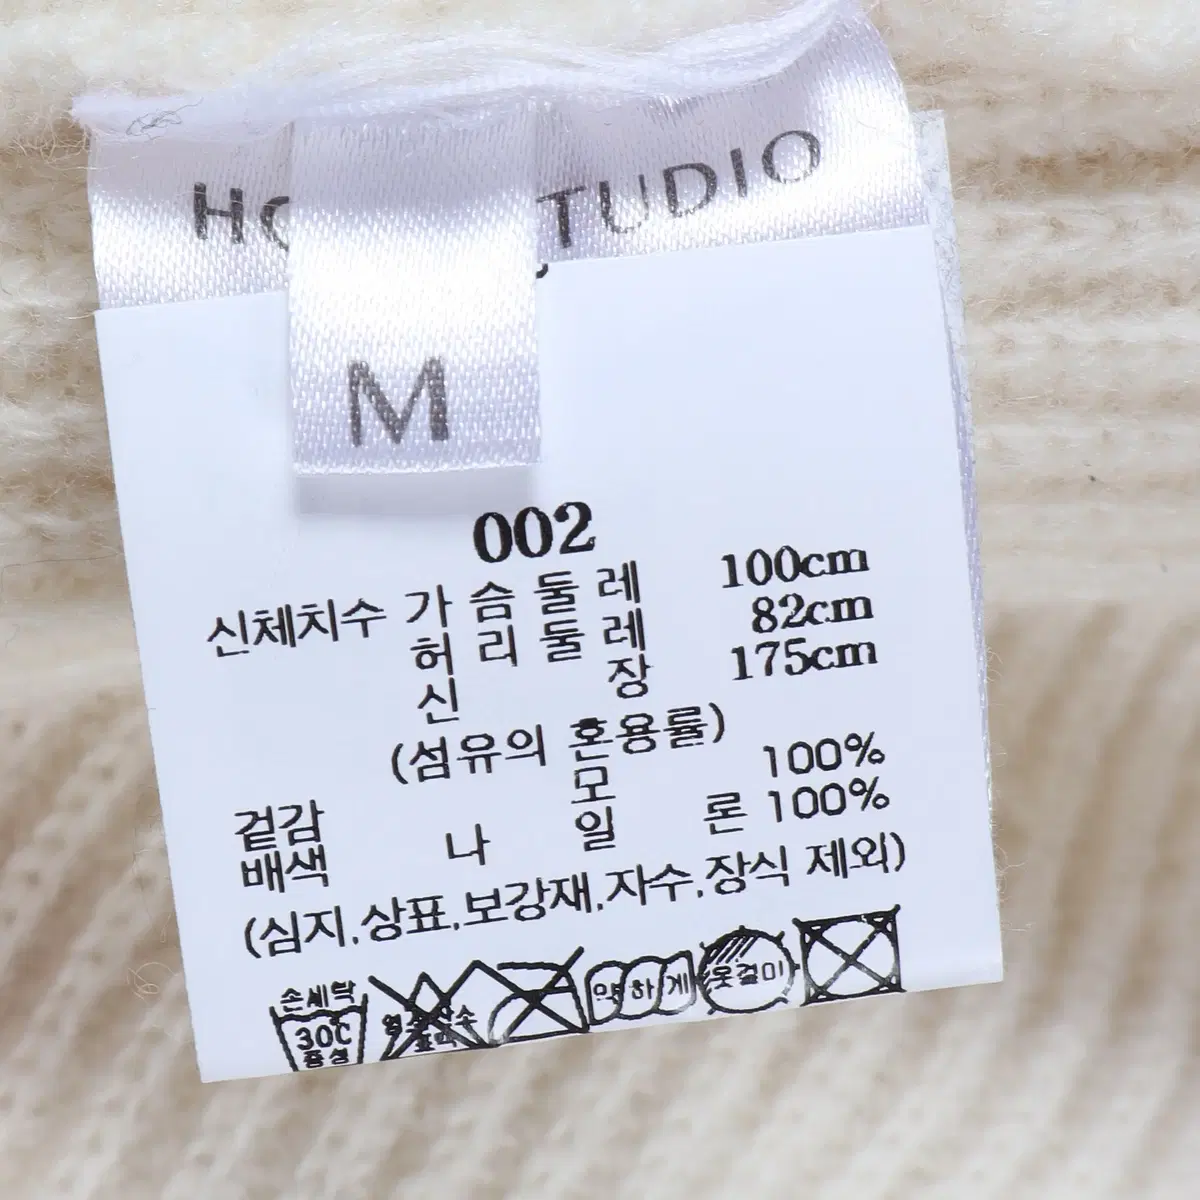 HO TUDIO
M
002
신체치수 가슴둘레 100cm
허리둘레 82cm
신장 175cm
(섬유의 혼용률)
겉감 모 100%
배색 나일론 100%
(심지,상표,보강재,자수,장식 제외)
손세탁 약하게 옷걸이
30C
중성